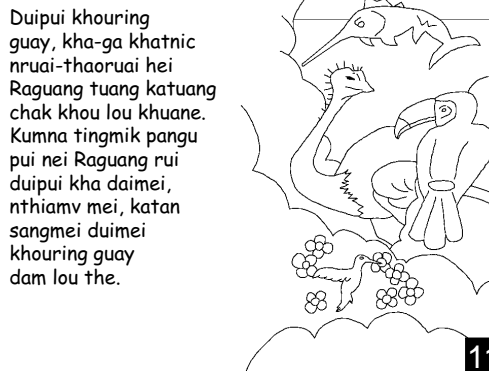 Duipui khouring
guay, kha-ga khatnic
nruai-thaoruai hei
Raguang tuang katuang
chak khou lou khuane.
Kumna tingmik pangu
pui nei Raguang rui
duipui kha daimei,
nthiamv mei, katan
sangmei duimei
khouring guay
dam lou the.